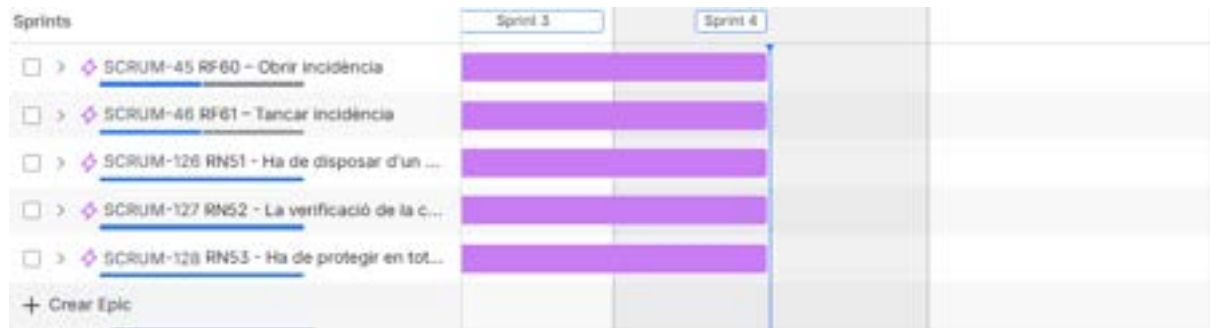 Sprints
Sprint 3
Sprint 4
SCRUM-45 RF60 – Obrir incidència
SCRUM-46 RF61 – Tancar incidència
SCRUM-126 RN51 - Ha de disposar d'un ...
SCRUM-127 RN52 - La verificació de la c...
SCRUM-128 RN53 - Ha de protegir en tot...
+ Crear Epic